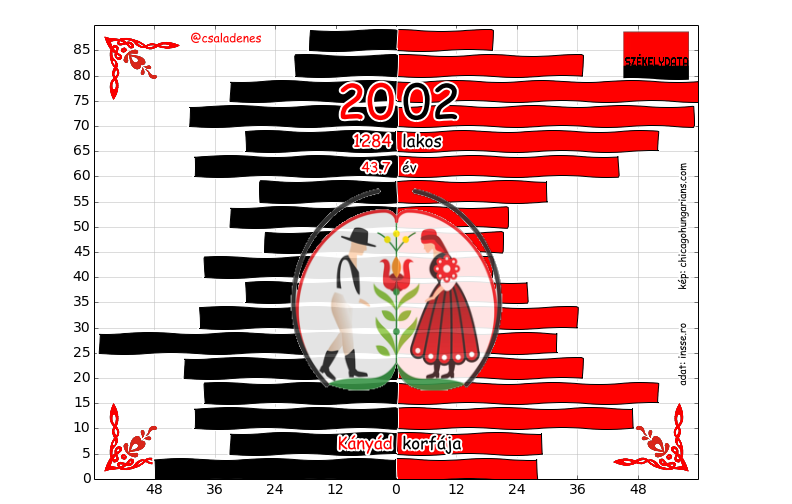 @csaladenes
SZÉKELYDATA
2002
1284 lakos
43.7 év
kép: chicagohungarians.com
adat: insse.ro
Kányád korfája
85
80
75
70
65
60
55
50
45
40
35
30
25
20
15
10
5
0
48 36 24 12 0 12 24 36 48